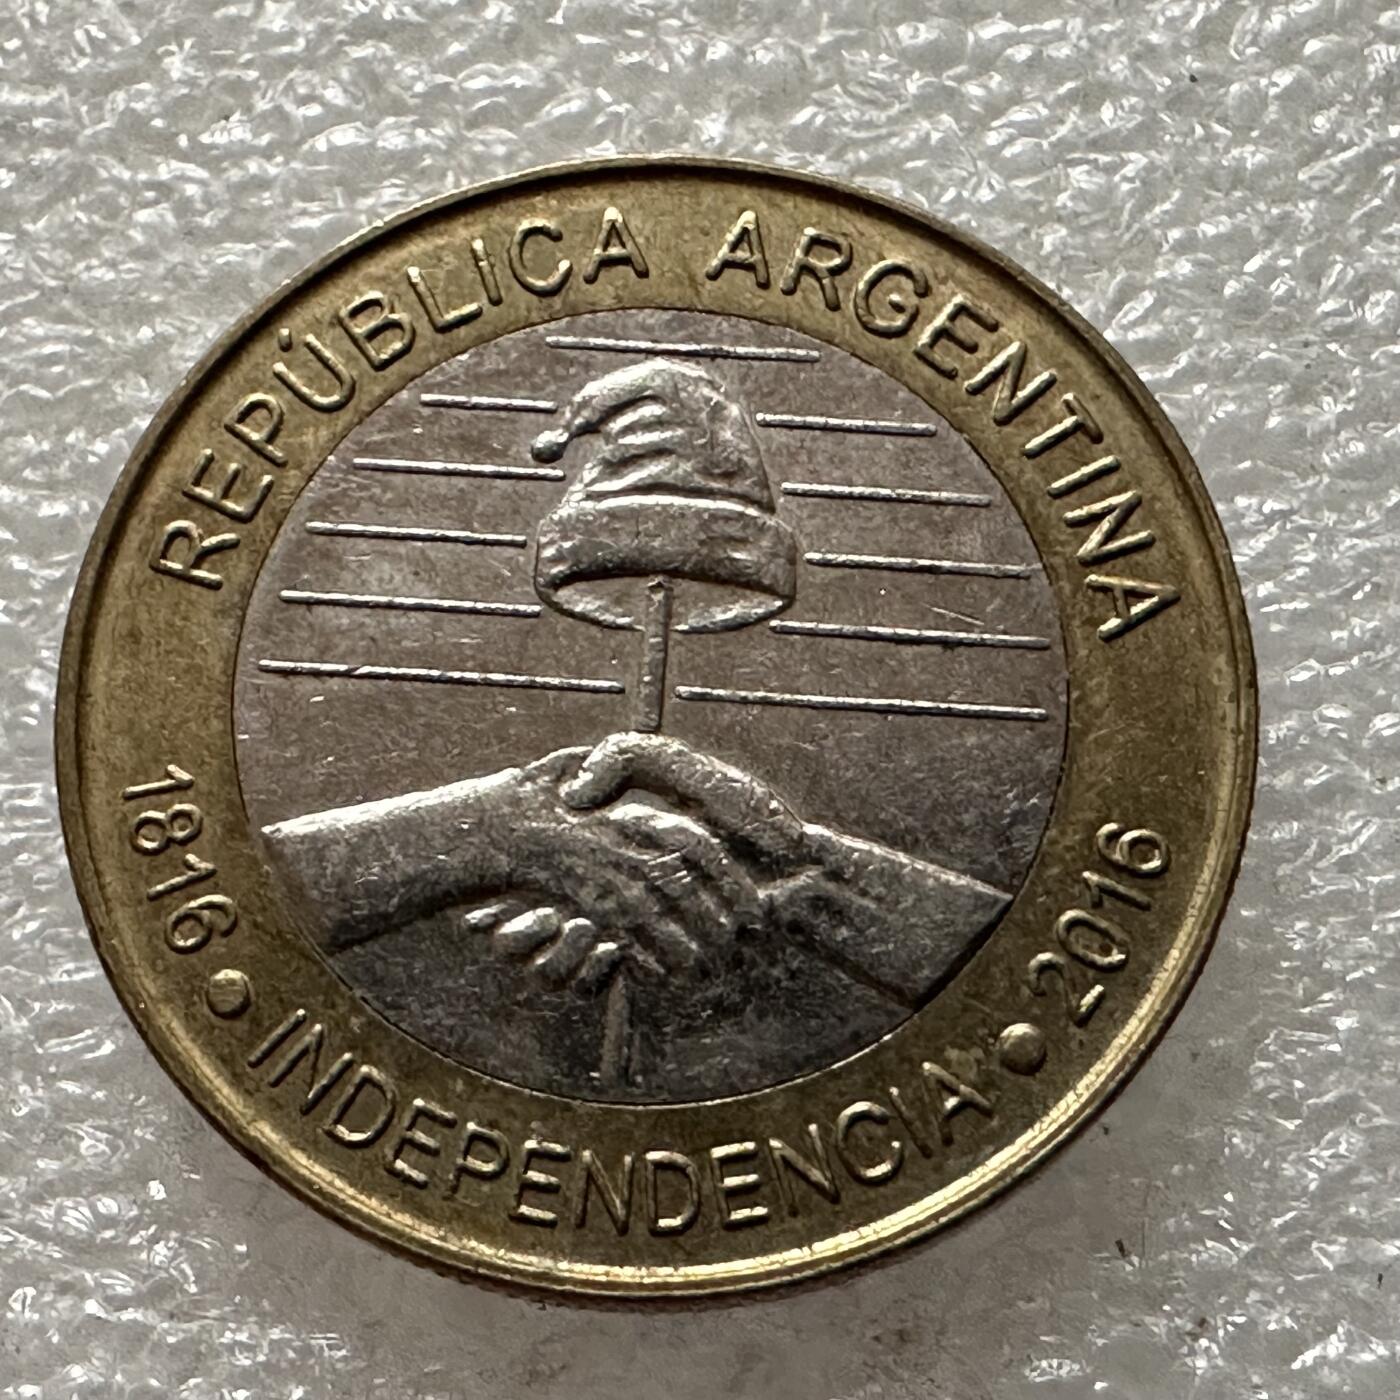 REPÚBLICA ARGENTINA
1816 • INDEPENDENCIA • 2016